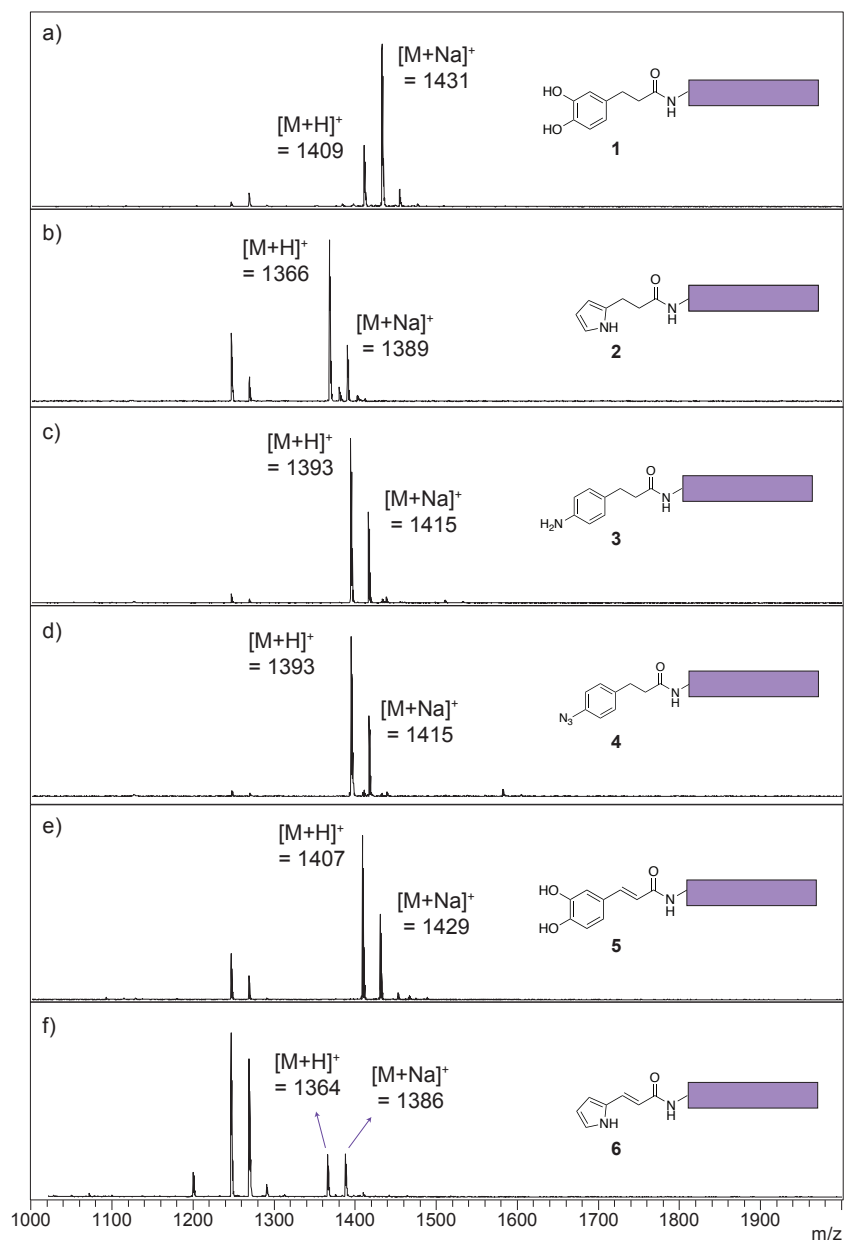 a)
[M+Na]⁺
= 1431
[M+H]⁺
= 1409
HO
HO
O
N
H
1
b)
[M+H]⁺
= 1366
[M+Na]⁺
= 1389
O
N
H
NH
2
c)
[M+H]⁺
= 1393
[M+Na]⁺
= 1415
O
N
H
H₂N
3
d)
[M+H]⁺
= 1393
[M+Na]⁺
= 1415
O
N
H
N₃
4
e)
[M+H]⁺
= 1407
[M+Na]⁺
= 1429
O
HO
N
H
HO
5
f)
[M+H]⁺
= 1364
[M+Na]⁺
= 1386
O
N
H
NH
6
1000 1100 1200 1300 1400 1500 1600 1700 1800 1900
m/z